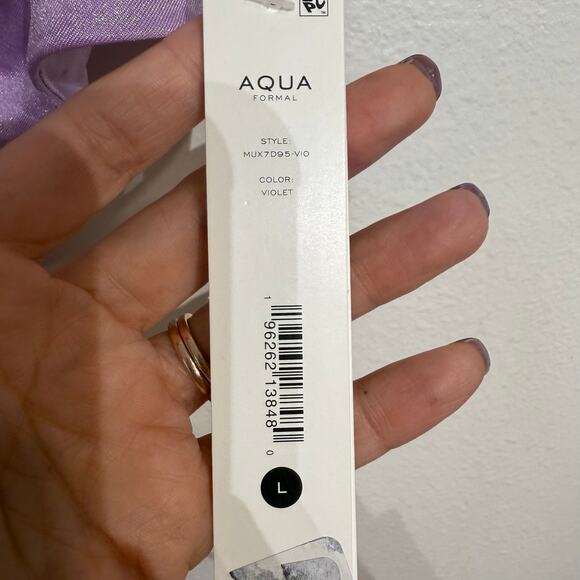 AQUA
FORMAL
STYLE:
MUX7D95-VIO
COLOR:
VIOLET
1 96262 13848 0
L